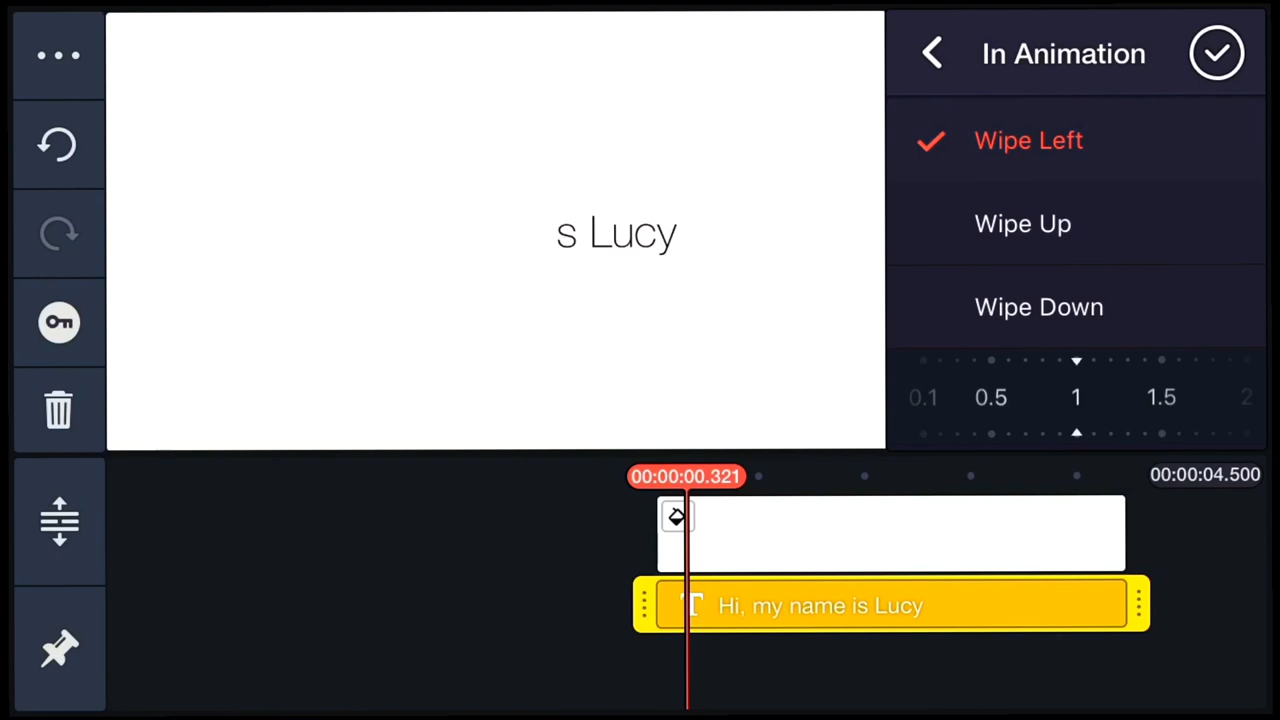 In Animation
Wipe Left
s Lucy
Wipe Up
Wipe Down
0.1 0.5 1 1.5 2
00:00:00.321
00:00:04.500
T Hi, my name is Lucy